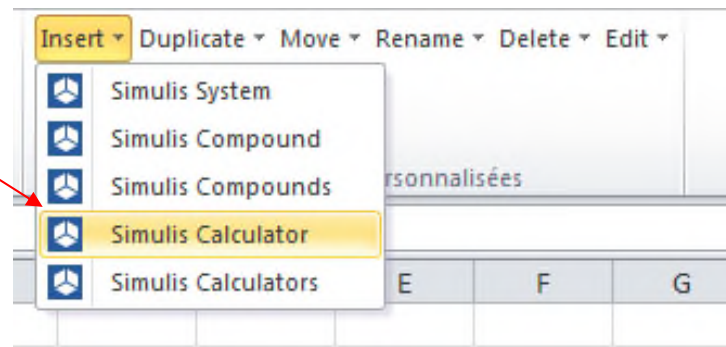 Insert Duplicate Move Rename Delete Edit
Simulis System
Simulis Compound
Simulis Compounds
rsonnalisées
Simulis Calculator
Simulis Calculators
E F G